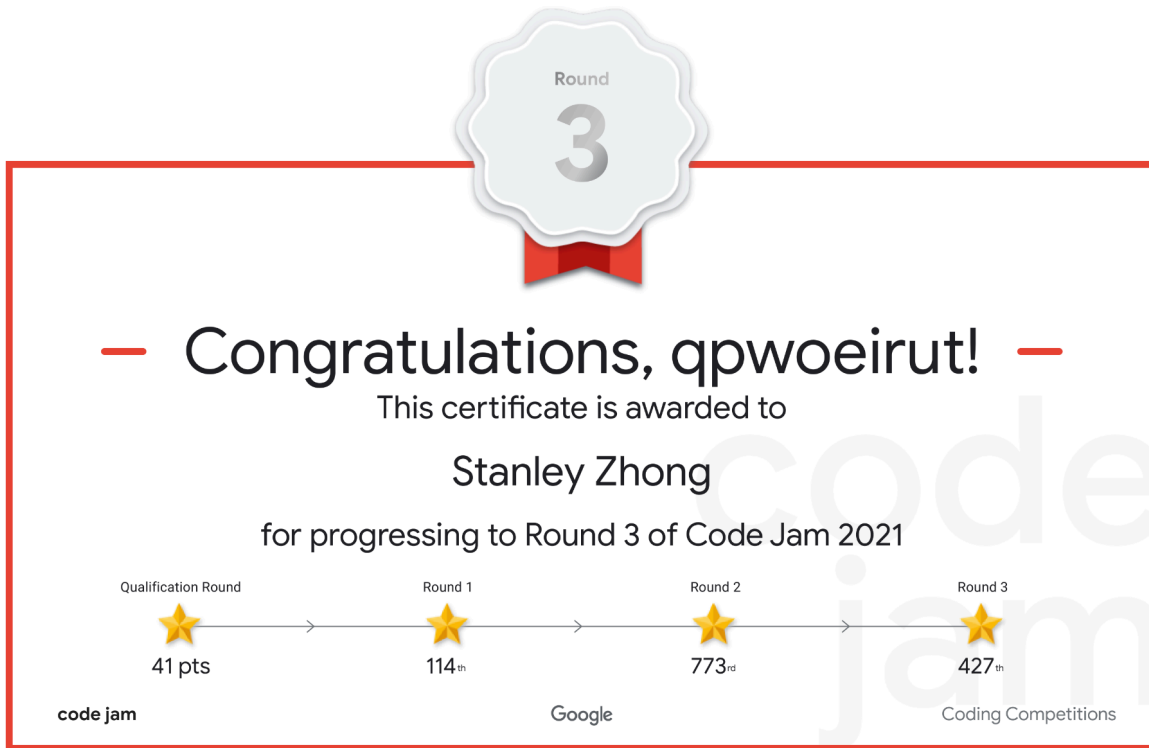 Round
3
Congratulations, qpwoeirut!
This certificate is awarded to
Stanley Zhong
for progressing to Round 3 of Code Jam 2021
Qualification Round Round 1 Round 2 Round 3
41 pts 114th 773rd 427th
code jam Google Coding Competitions
code
jam